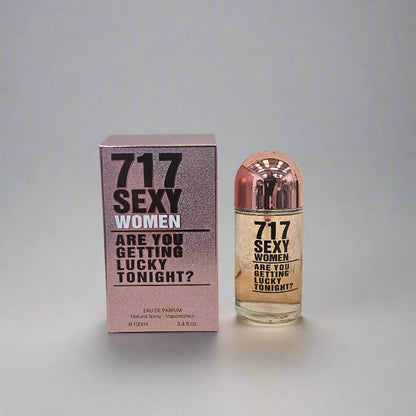 717
SEXY
WOMEN
ARE YOU
GETTING
LUCKY
TONIGHT?
EAU DE PARFUM
Natural Spray - Vaporisateur
℮100ml 3.4 fl.oz
717
SEXY
WOMEN
ARE YOU
GETTING
LUCKY
TONIGHT?